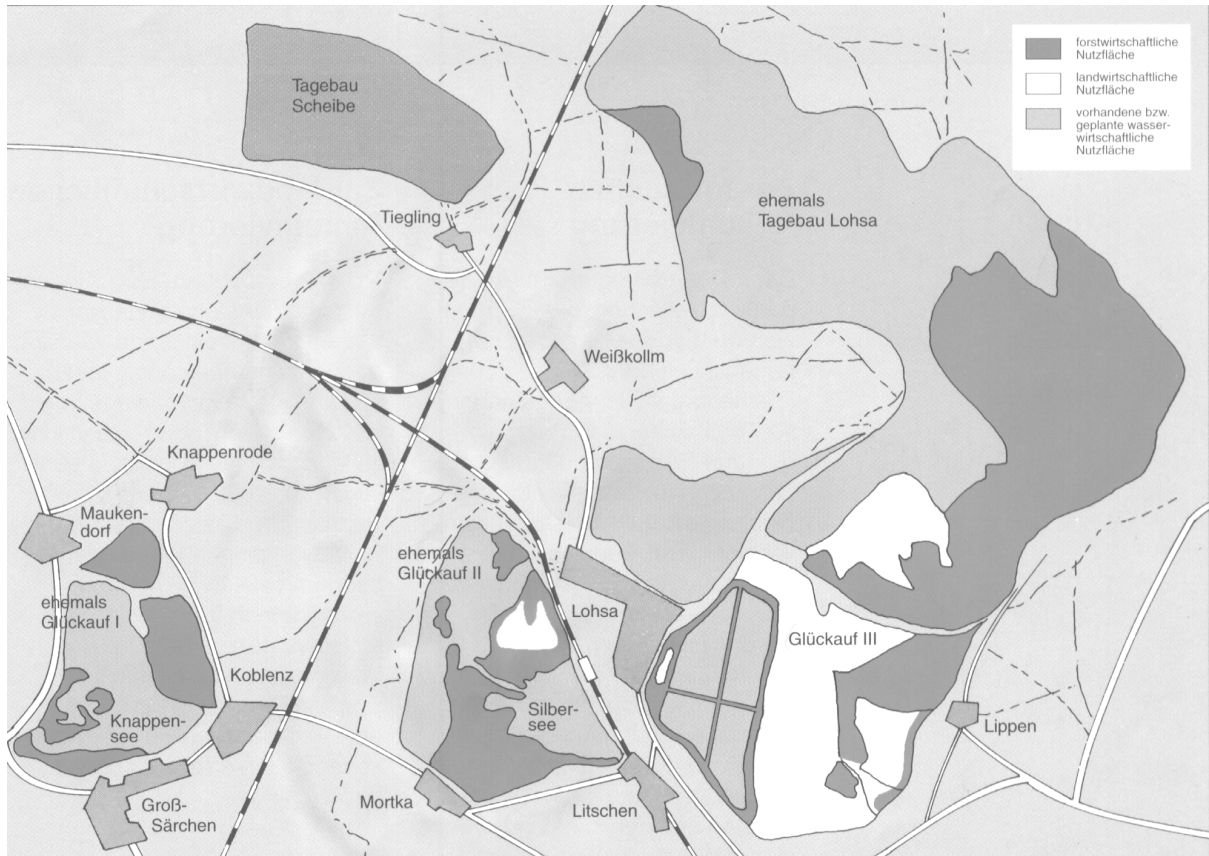 forstwirtschaftliche
Nutzfläche
landwirtschaftliche
Nutzfläche
vorhandene bzw.
geplante wasser-
wirtschaftliche
Nutzfläche
Tagebau
Scheibe
ehemals
Tagebau Lohsa
Tiegling
Weißkollm
Knappenrode
Mauken-
dorf
ehemals
Glückauf II
ehemals
Glückauf I
Lohsa
Glückauf III
Koblenz
Knappen-
see
Silber-
see
Lippen
Mortka
Litschen
Groß-
Särchen